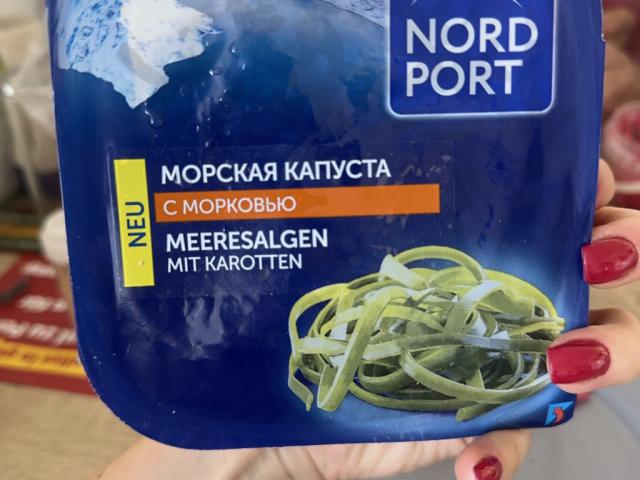 NORD
PORT
МОРСКАЯ КАПУСТА
С МОРКОВЬЮ
NEU
MEERESALGEN
MIT KAROTTEN